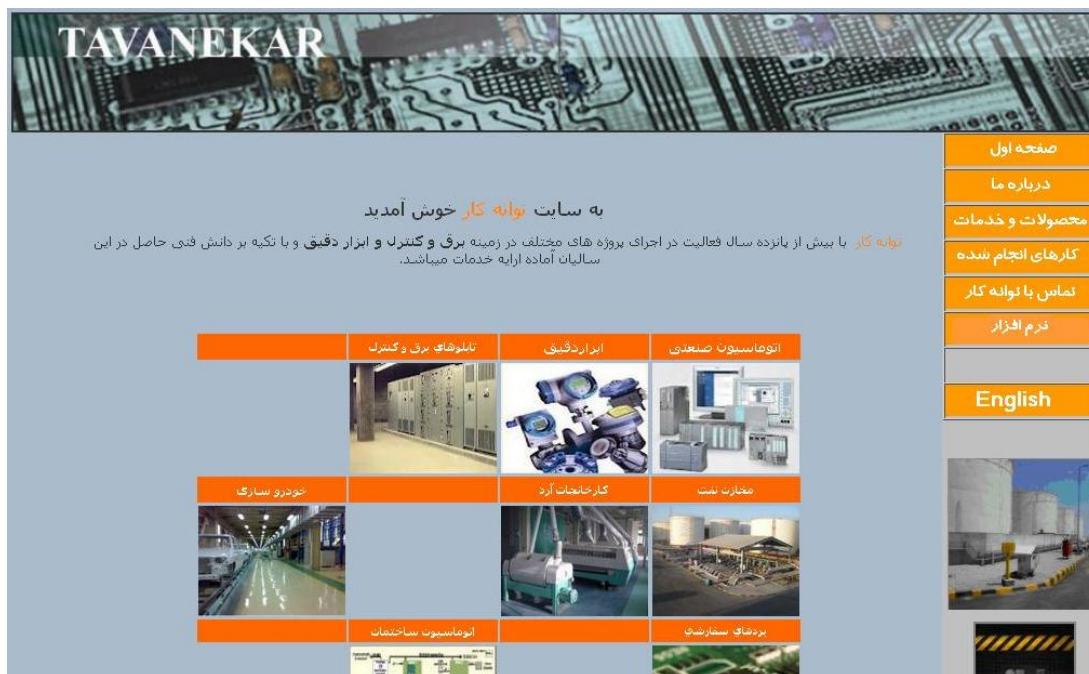 TAVANEKAR
صفحه اول
درباره ما
محصولات و خدمات
کارهای انجام شده
تماس با توانه کار
نرم افزار
English
به سایت توانه کار خوش آمدید
توانه کار با بیش از پانزده سال فعالیت در اجرای پروژه های مختلف در زمینه برق و کنترل و ابزار دقیق و با تکیه بر دانش فنی حاصل در این
سالیان آماده ارایه خدمات میباشد.
اتوماسیون صنعتی ابزاردقیق تابلوهاي برق و کنترل
مخازن نفت کارخانجات آرد خودرو سازی
بردهاي سفارشي اتوماسیون ساختمان